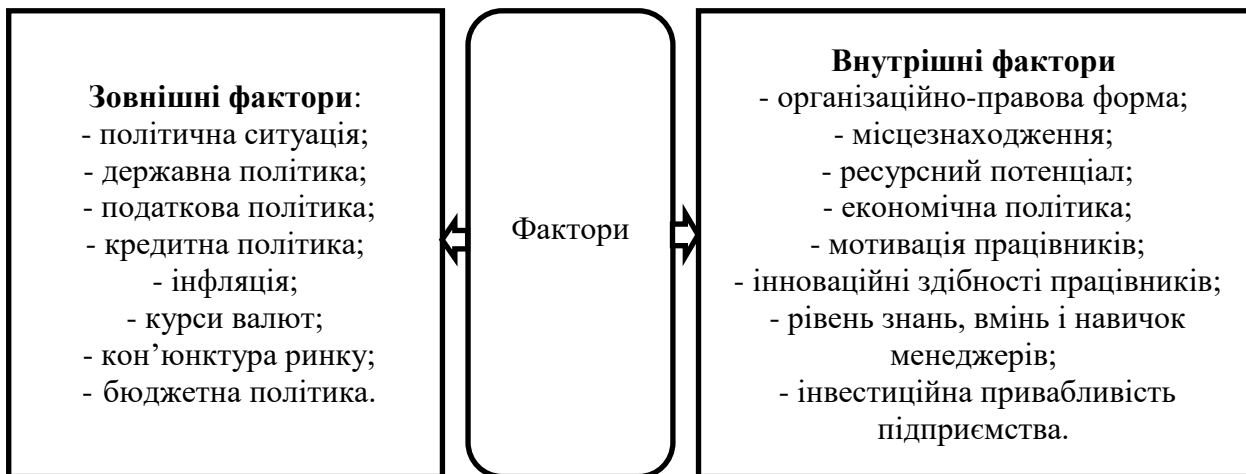 Зовнішні фактори:
- політична ситуація;
- державна політика;
- податкова політика;
- кредитна політика;
- інфляція;
- курси валют;
- кон’юнктура ринку;
- бюджетна політика.
Фактори
Внутрішні фактори
- організаційно-правова форма;
- місцезнаходження;
- ресурсний потенціал;
- економічна політика;
- мотивація працівників;
- інноваційні здібності працівників;
- рівень знань, вмінь і навичок
менеджерів;
- інвестиційна привабливість
підприємства.